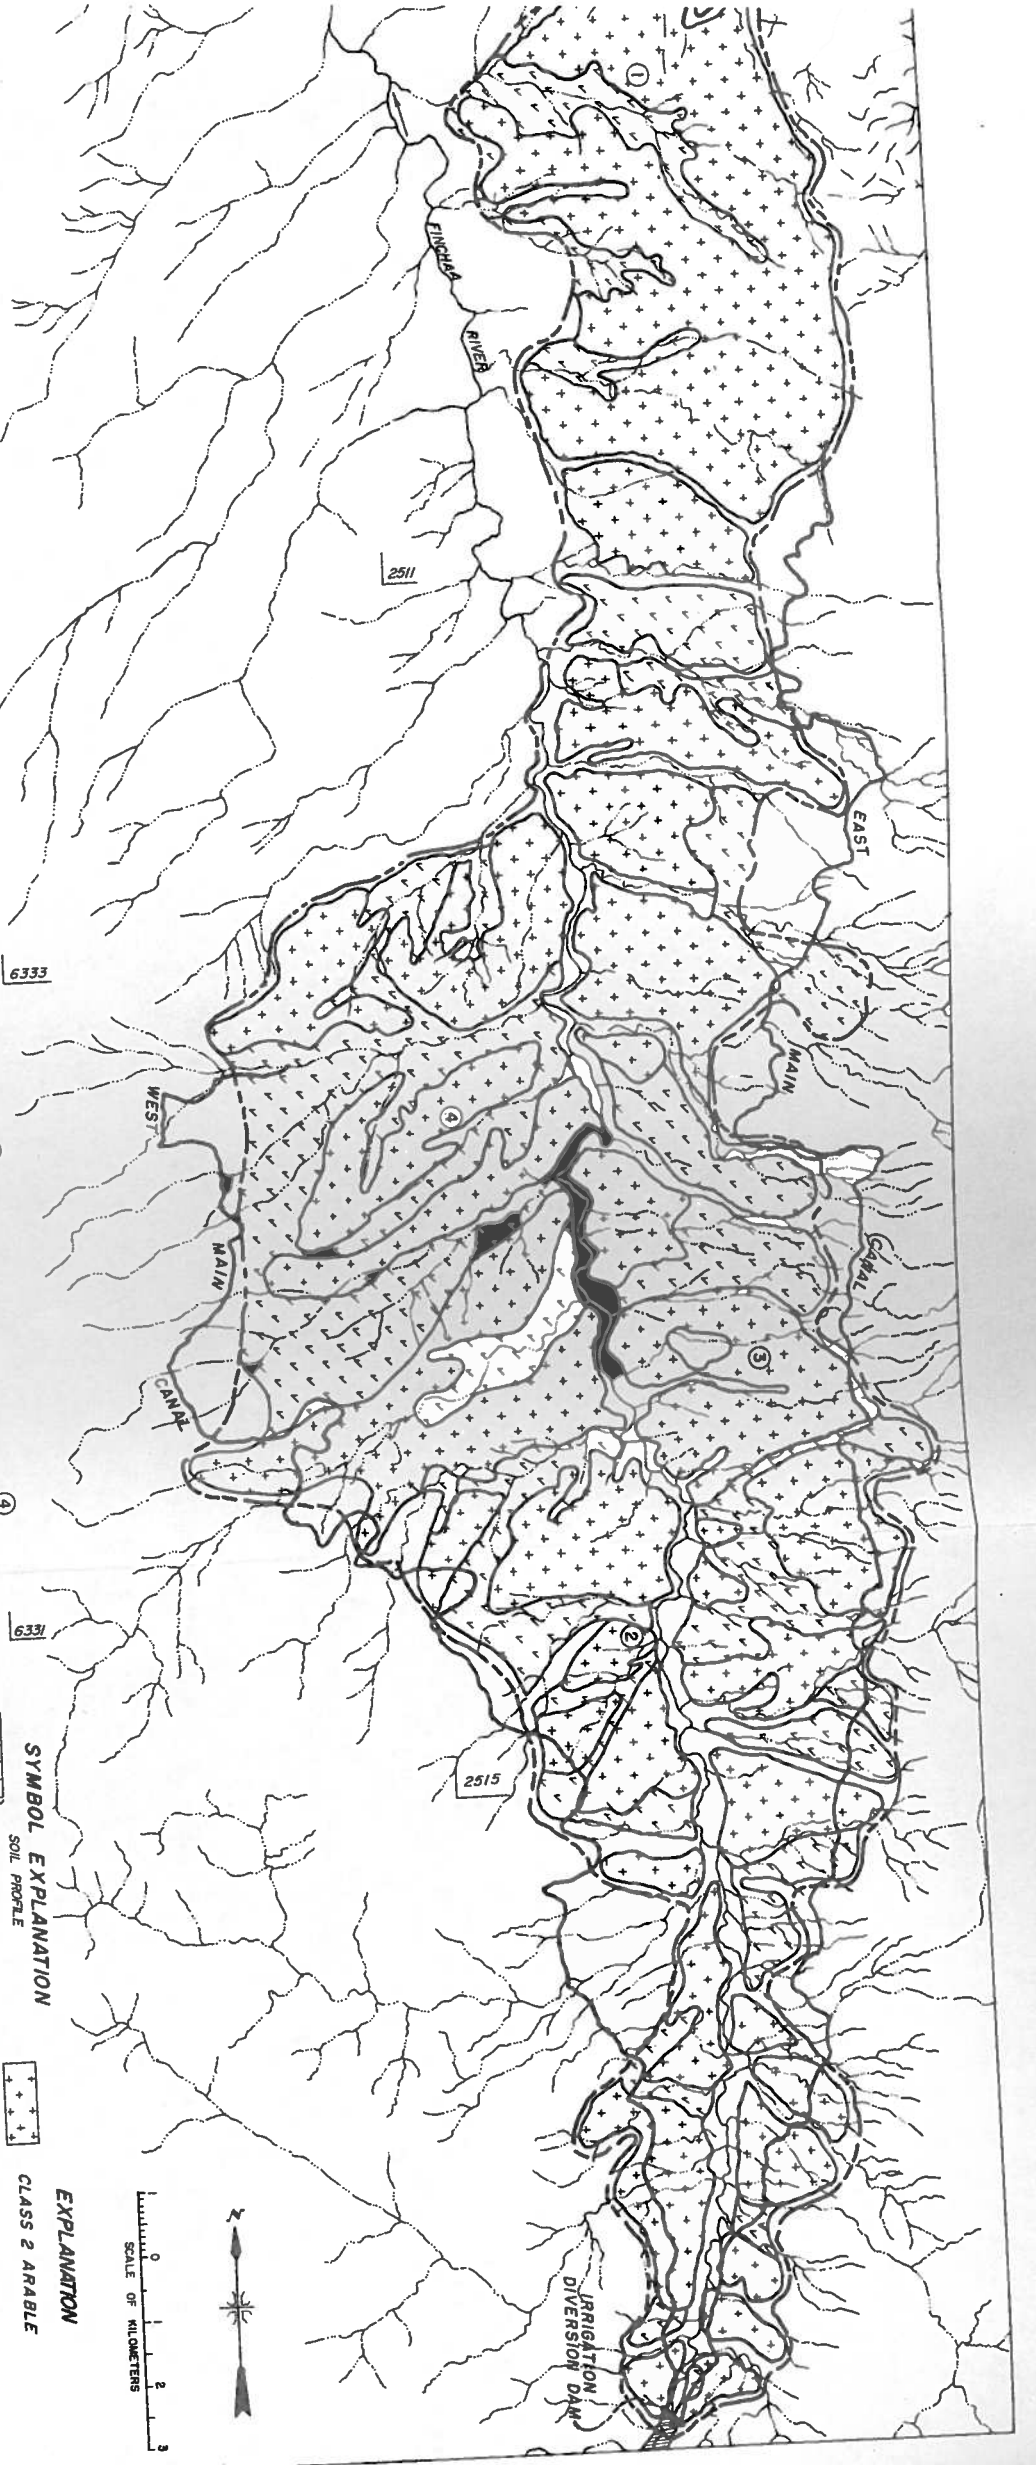 1
FINCHAA
RIVER
2511
EAST
6333
MAIN
WEST
4
MAIN
CANAL
3
CANAL
4
2
6331
2515
SYMBOL EXPLANATION
SOIL PROFILE
EXPLANATION
CLASS 2 ARABLE
1 0 1 2 3
SCALE OF KILOMETERS
IRRIGATION
DIVERSION DAM